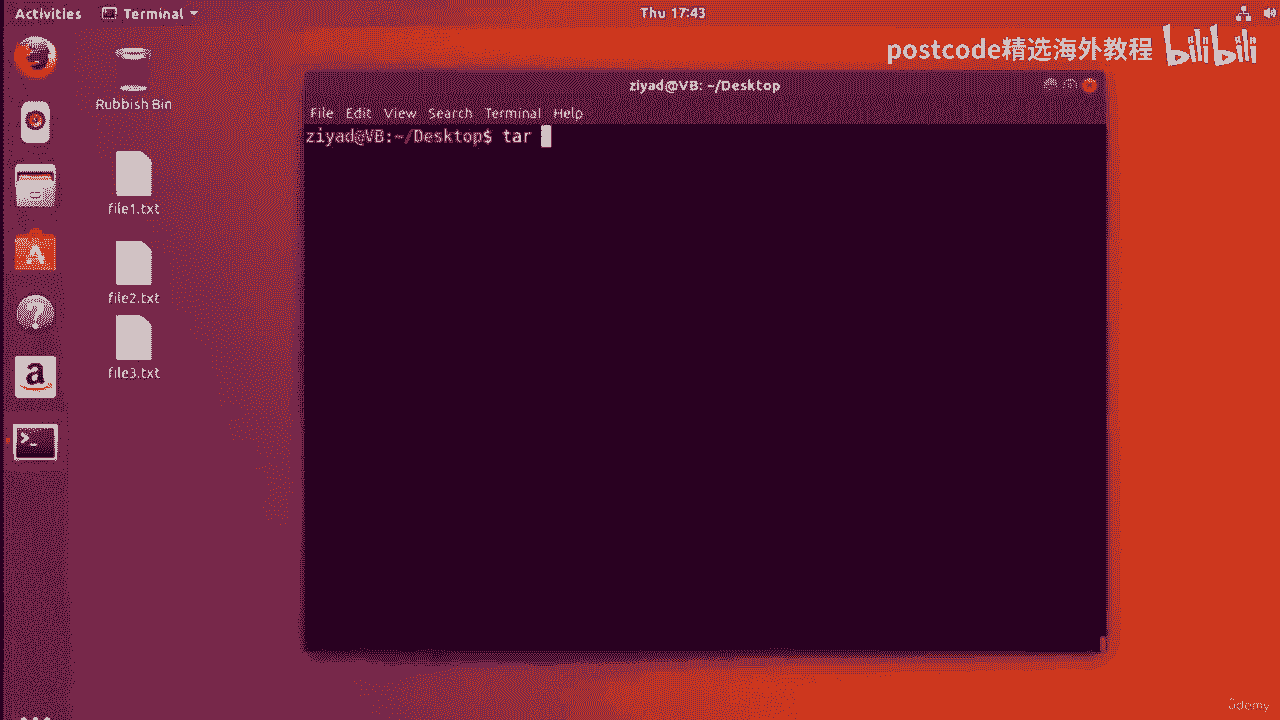 Activities Terminal Thu 17:43
postcode精选海外教程 bilibili
Rubbish Bin
ziyad@VB: ~/Desktop
File Edit View Search Terminal Help
ziyad@VB:~/Desktop$ tar
file1.txt
file2.txt
file3.txt
a
Udemy